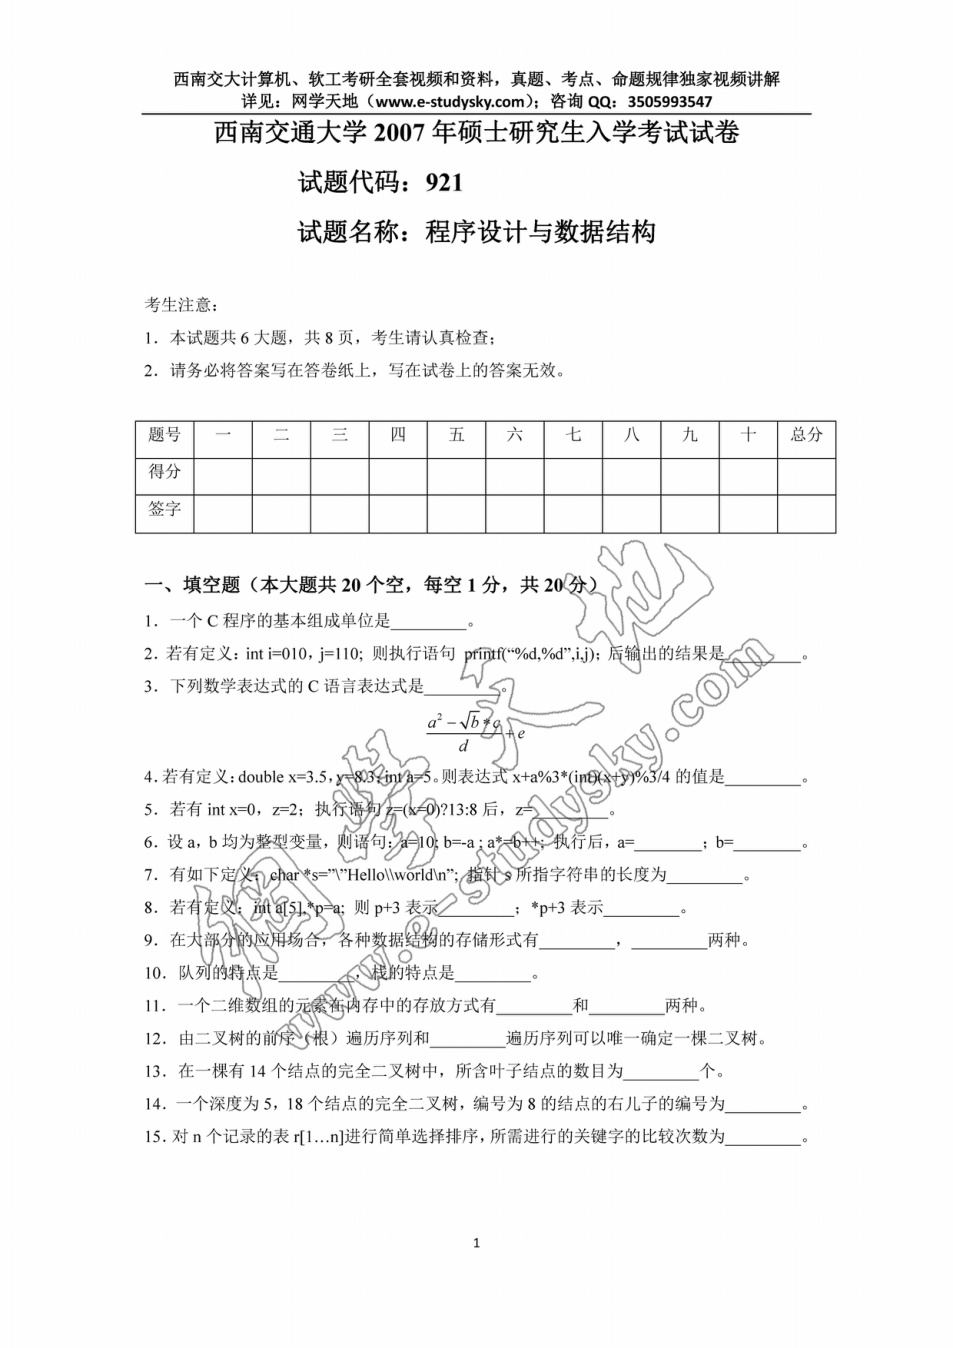 西南交大计算机、软工考研全套视频和资料，真题、考点、命题规律独家视频讲解
详见：网学天地（www.e-studysky.com）；咨询 QQ：3505993547
西南交通大学 2007 年硕士研究生入学考试试卷
试题代码：921
试题名称：程序设计与数据结构
考生注意：
1．本试题共 6 大题，共 8 页，考生请认真检查；
2．请务必将答案写在答卷纸上，写在试卷上的答案无效。
题号 一 二 三 四 五 六 七 八 九 十 总分
得分
签字
一、填空题（本大题共 20 个空，每空 1 分，共 20 分）
1．一个 C 程序的基本组成单位是________。
2．若有定义：int i=010，j=110; 则执行语句 printf(“%d,%d”,i,j); 后输出的结果是________。
3．下列数学表达式的 C 语言表达式是________。
a² − √b * c
d
+ e
4．若有定义：double x=3.5，y=8.3; int a=5。则表达式 x+a%3*(int)(x+y)%3/4 的值是________。
5．若有 int x=0，z=2；执行语句 z=(x=0)?13:8 后，z=________。
6．设 a，b 均为整型变量，则语句：a=10; b=-a ; a*=b++; 执行后，a=________；b=________。
7．有如下定义：char *s=”\”Hello\\world\n”; 指针 s 所指字符串的长度为________。
8．若有定义：int a[5],*p=a; 则 p+3 表示________；*p+3 表示________。
9．在大部分的应用场合，各种数据结构的存储形式有________，________两种。
10．队列的特点是________，栈的特点是________。
11．一个二维数组的元素在内存中的存放方式有________和________两种。
12．由二叉树的前序（根）遍历序列和________遍历序列可以唯一确定一棵二叉树。
13．在一棵有 14 个结点的完全二叉树中，所含叶子结点的数目为________个。
14．一个深度为 5，18 个结点的完全二叉树，编号为 8 的结点的右儿子的编号为________。
15．对 n 个记录的表 r[1…n]进行简单选择排序，所需进行的关键字的比较次数为________。
網學天地
www.e-studysky.com
1